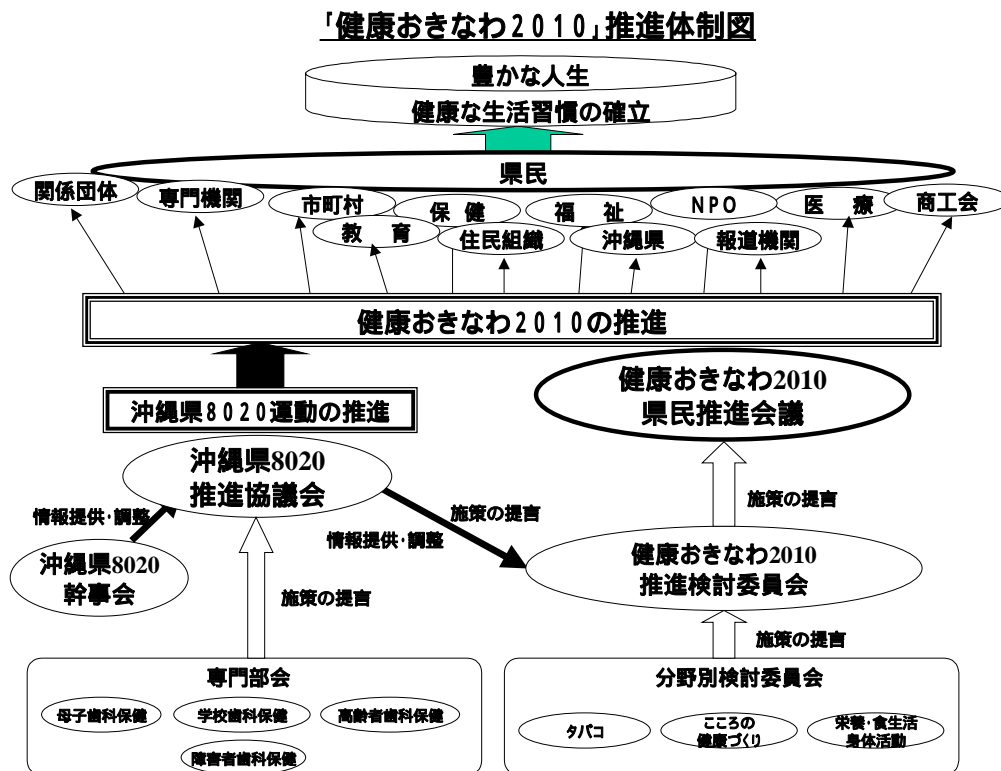 「健康おきなわ２０１０」推進体制図
豊かな人生
健康な生活習慣の確立
県民
関係団体
専門機関
市町村
保　健
福　祉
ＮＰＯ
医　療
商工会
教　育
住民組織
沖縄県
報道機関
健康おきなわ２０１０の推進
沖縄県８０２０運動の推進
健康おきなわ2010
県民推進会議
沖縄県8020
推進協議会
情報提供・調整
施策の提言
情報提供・調整
沖縄県8020
幹事会
健康おきなわ2010
推進検討委員会
施策の提言
施策の提言
専門部会
母子歯科保健
学校歯科保健
高齢者歯科保健
障害者歯科保健
分野別検討委員会
タバコ
こころの
健康づくり
栄養・食生活
身体活動